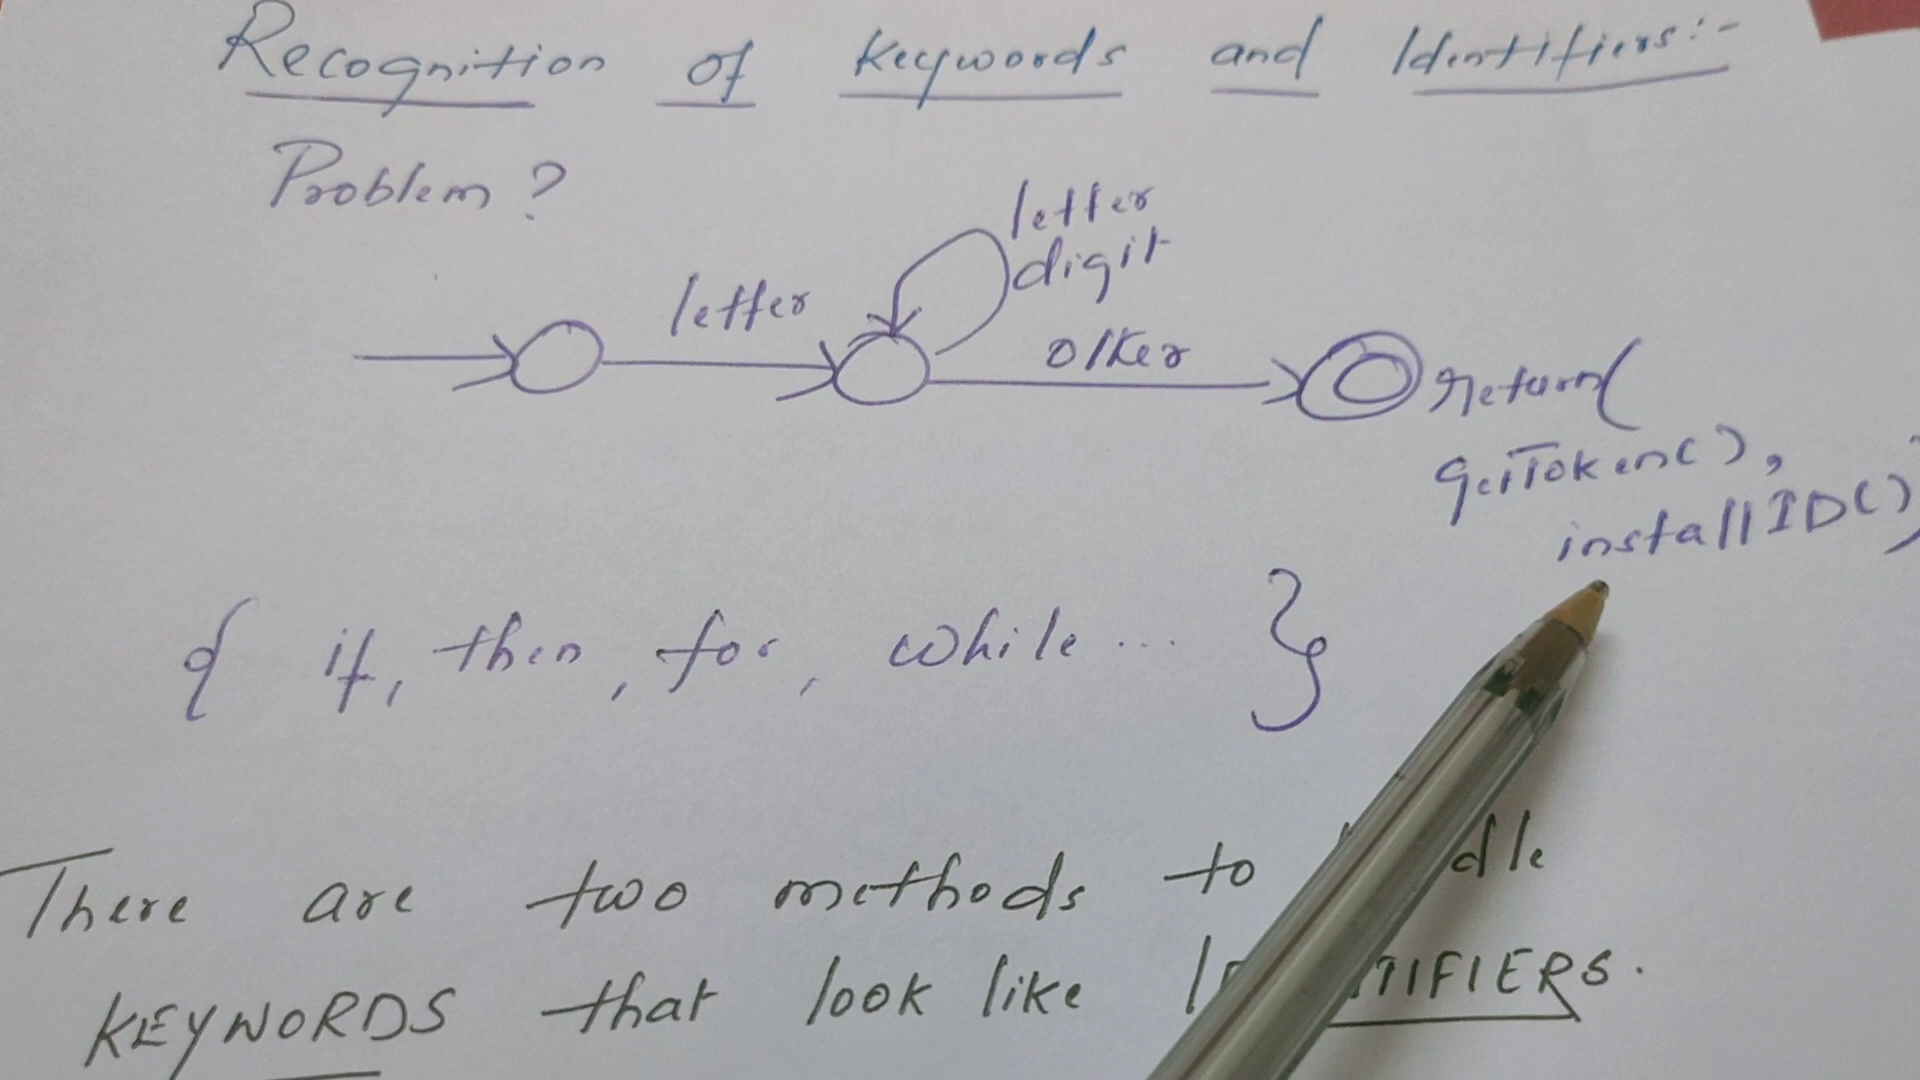 Recognition of keywords and Identifiers:-
Problem?
letter
digit
letter
other
return(
getToken(),
installID()
{ if, then, for, while ... }
There are two methods to
KEYWORDS that look like